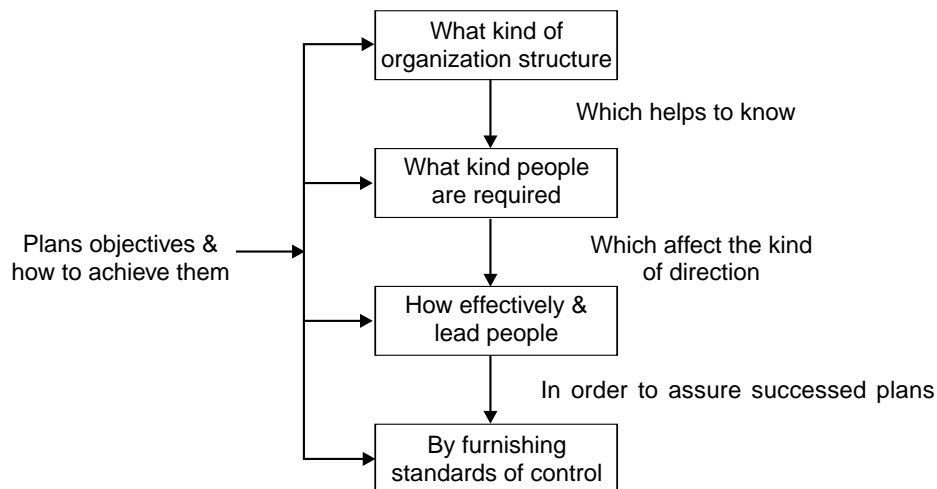 What kind of
organization structure
Which helps to know
What kind people
are required
Plans objectives &
how to achieve them
Which affect the kind
of direction
How effectively &
lead people
In order to assure successed plans
By furnishing
standards of control